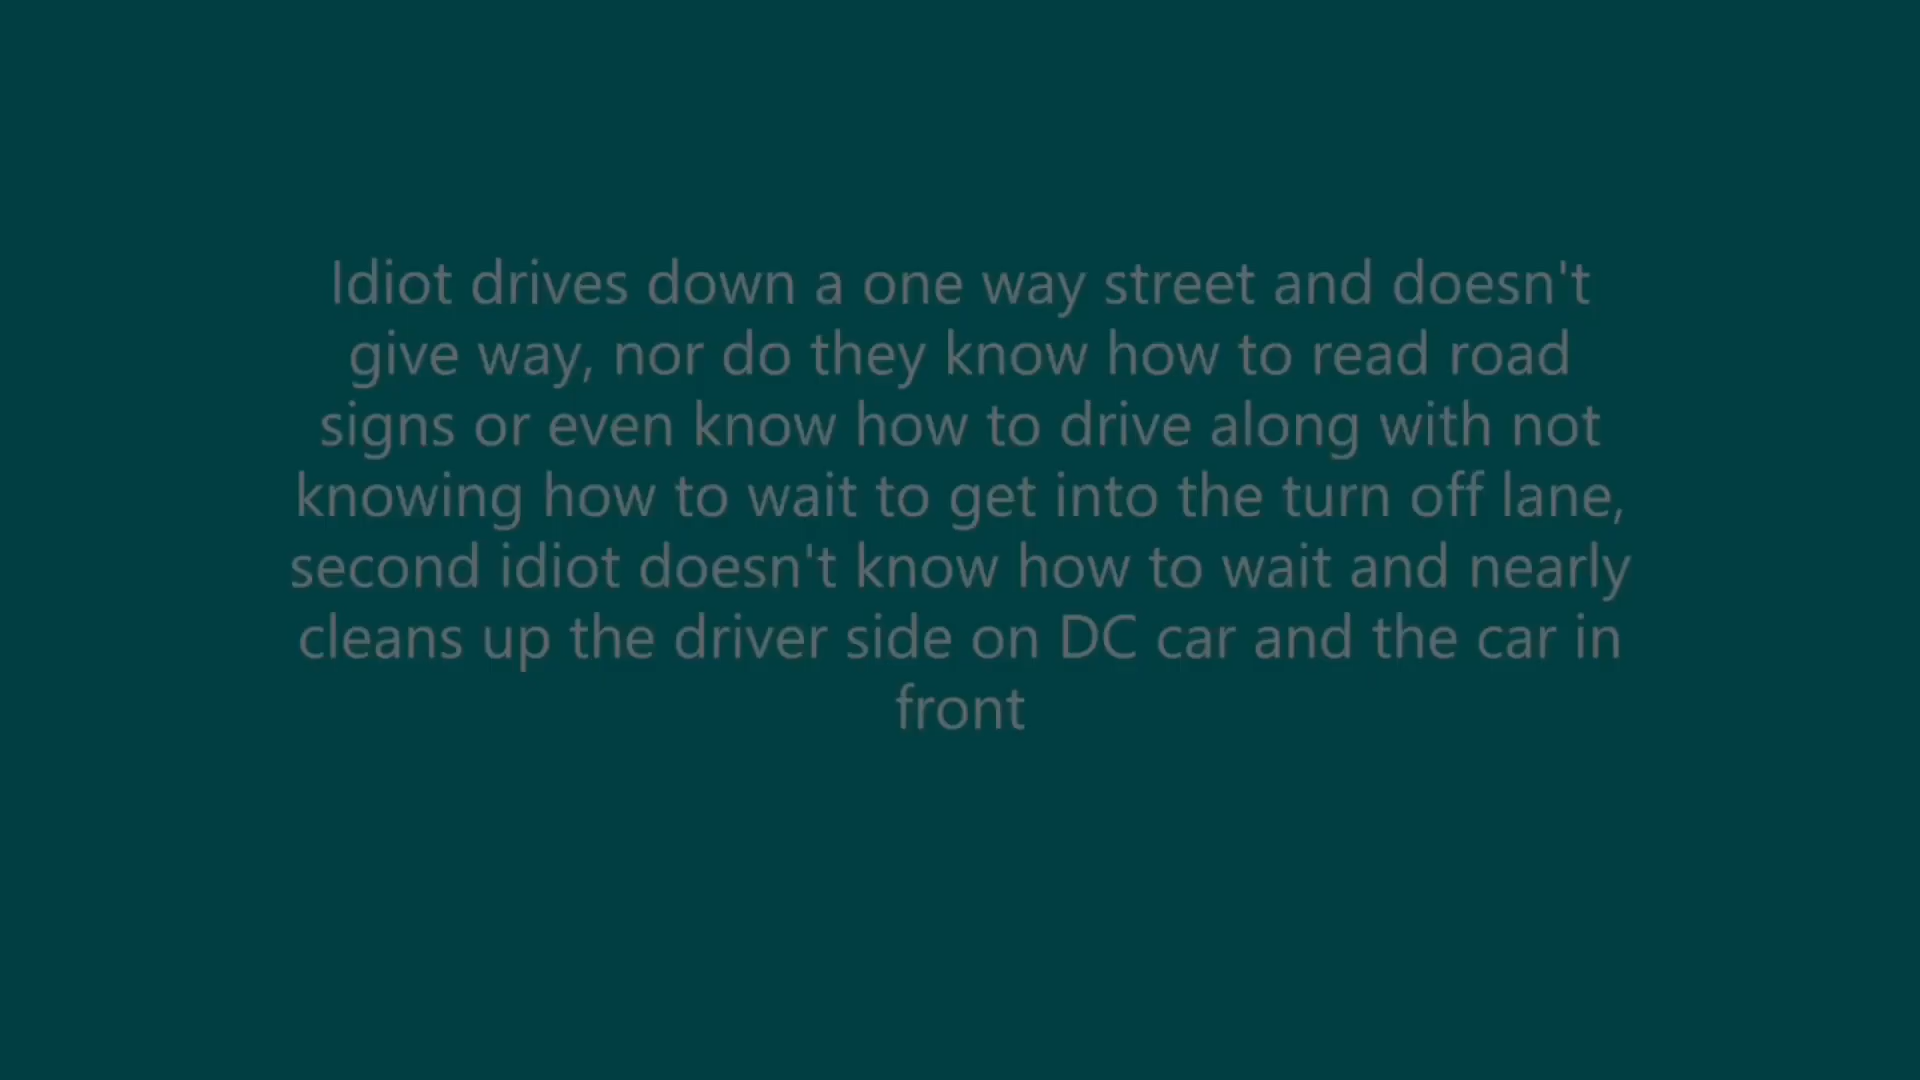 Idiot drives down a one way street and doesn't
give way, nor do they know how to read road
signs or even know how to drive along with not
knowing how to wait to get into the turn off lane,
second idiot doesn't know how to wait and nearly
cleans up the driver side on DC car and the car in
front